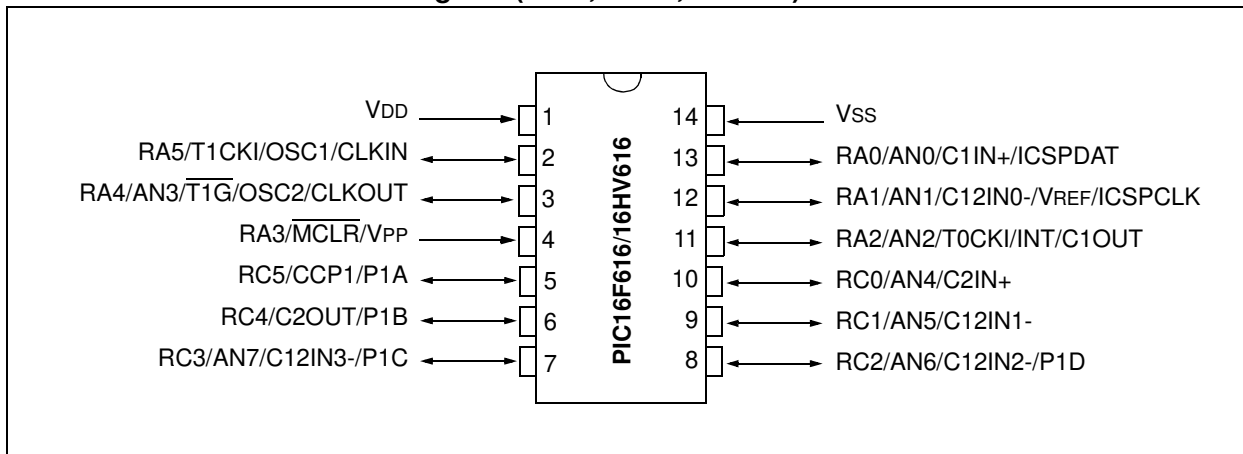 VDD
RA5/T1CKI/OSC1/CLKIN
RA4/AN3/T1G/OSC2/CLKOUT
RA3/MCLR/VPP
RC5/CCP1/P1A
RC4/C2OUT/P1B
RC3/AN7/C12IN3-/P1C
1
2
3
4
5
6
7
PIC16F616/16HV616
14
13
12
11
10
9
8
VSS
RA0/AN0/C1IN+/ICSPDAT
RA1/AN1/C12IN0-/VREF/ICSPCLK
RA2/AN2/T0CKI/INT/C1OUT
RC0/AN4/C2IN+
RC1/AN5/C12IN1-
RC2/AN6/C12IN2-/P1D